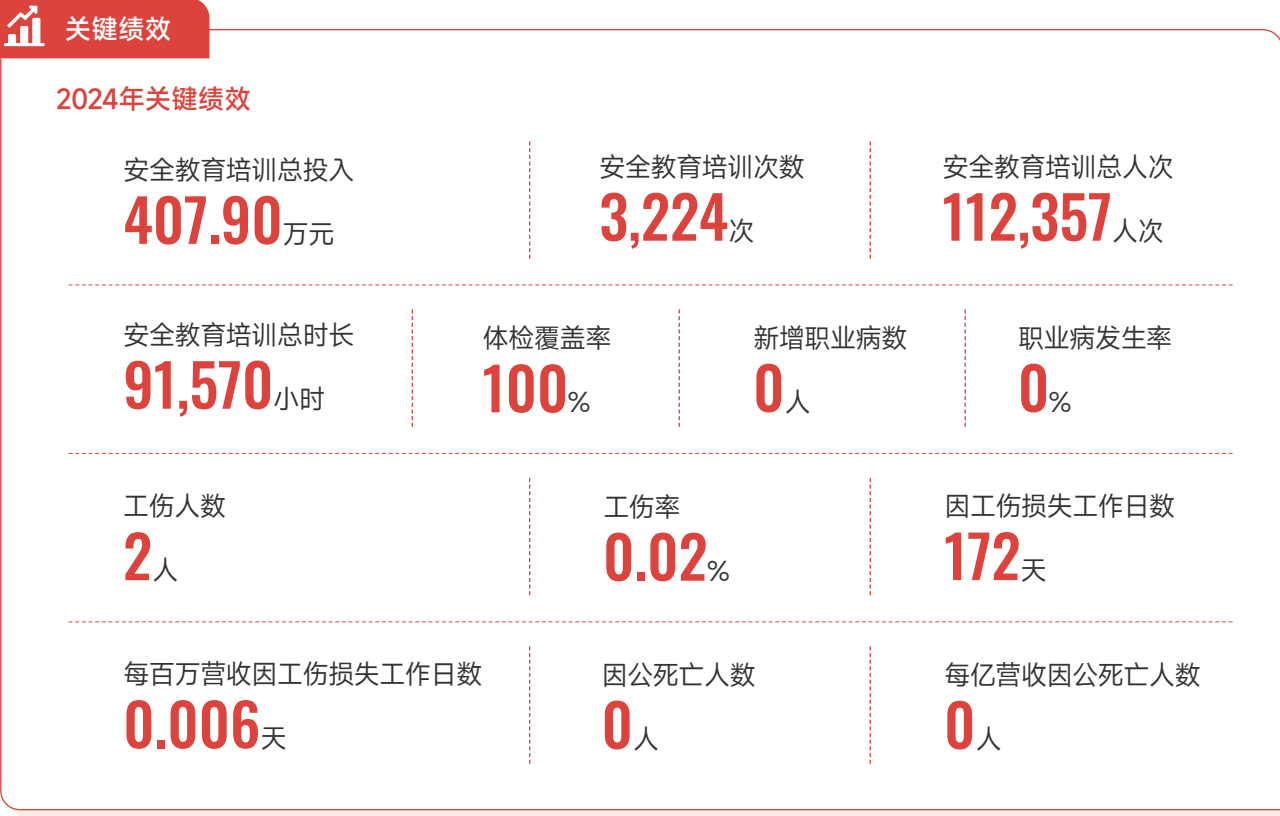 关键绩效
2024年关键绩效
安全教育培训总投入
407.90万元
安全教育培训次数
3,224次
安全教育培训总人次
112,357人次
安全教育培训总时长
91,570小时
体检覆盖率
100%
新增职业病数
0人
职业病发生率
0%
工伤人数
2人
工伤率
0.02%
因工伤损失工作日数
172天
每百万营收因工伤损失工作日数
0.006天
因公死亡人数
0人
每亿营收因公死亡人数
0人